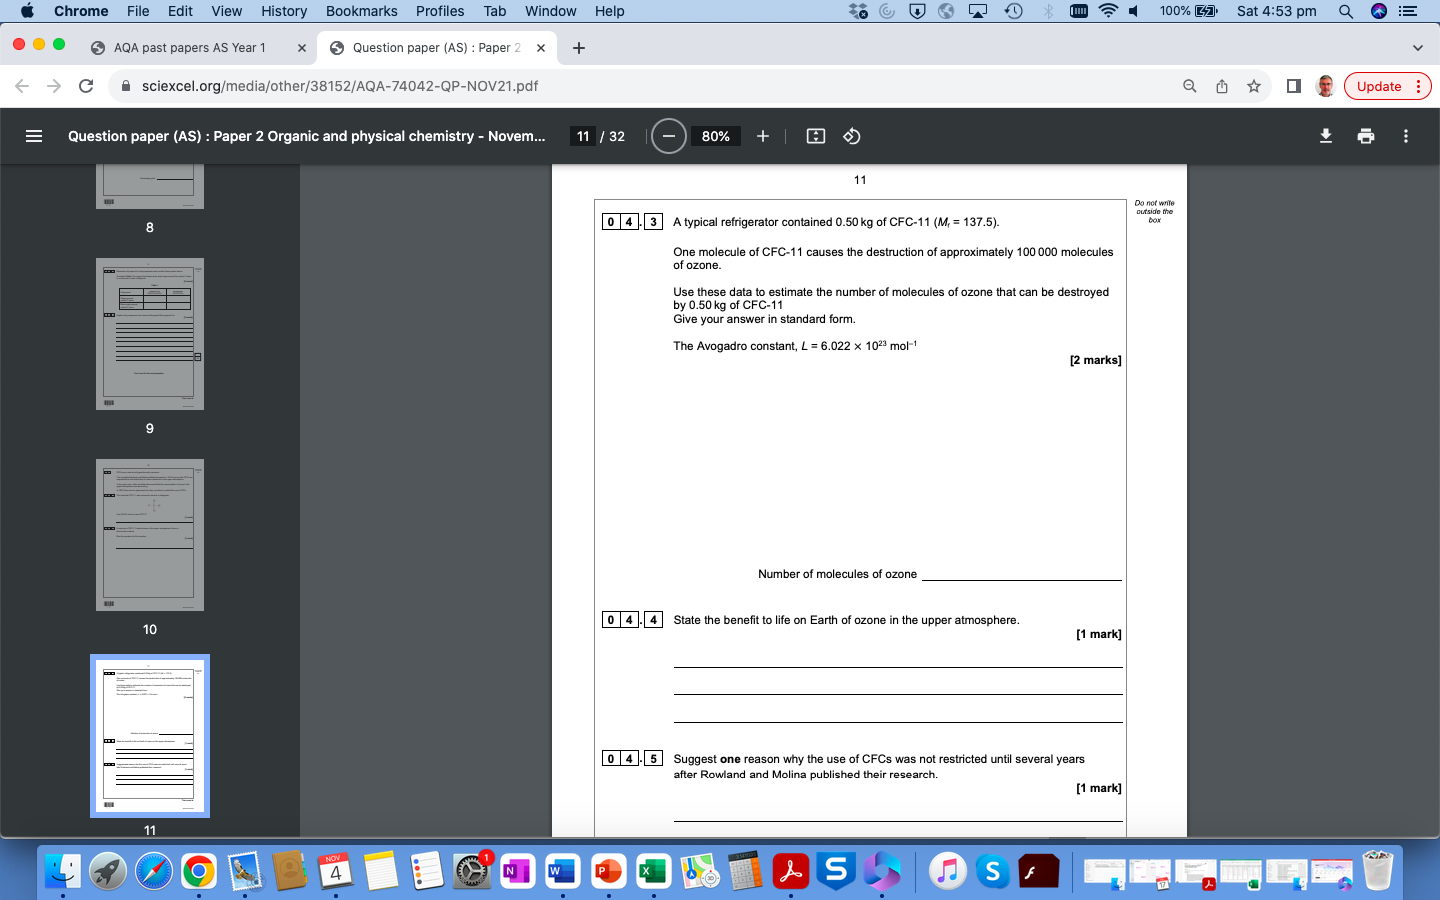 Chrome File Edit View History Bookmarks Profiles Tab Window Help 100% Sat 4:53 pm
AQA past papers AS Year 1
Question paper (AS) : Paper 2
sciexcel.org/media/other/38152/AQA-74042-QP-NOV21.pdf
Update
Question paper (AS) : Paper 2 Organic and physical chemistry - Novem... 11 / 32 80%
8
9
10
11
11
Do not write
outside the
box
0 4 . 3 A typical refrigerator contained 0.50 kg of CFC-11 (Mr = 137.5).
One molecule of CFC-11 causes the destruction of approximately 100 000 molecules
of ozone.
Use these data to estimate the number of molecules of ozone that can be destroyed
by 0.50 kg of CFC-11
Give your answer in standard form.
The Avogadro constant, L = 6.022 × 10²³ mol⁻¹
[2 marks]
Number of molecules of ozone
0 4 . 4 State the benefit to life on Earth of ozone in the upper atmosphere.
[1 mark]
0 4 . 5 Suggest one reason why the use of CFCs was not restricted until several years
after Rowland and Molina published their research.
[1 mark]
NOV
4
1
N
W
P
X
S
S
17